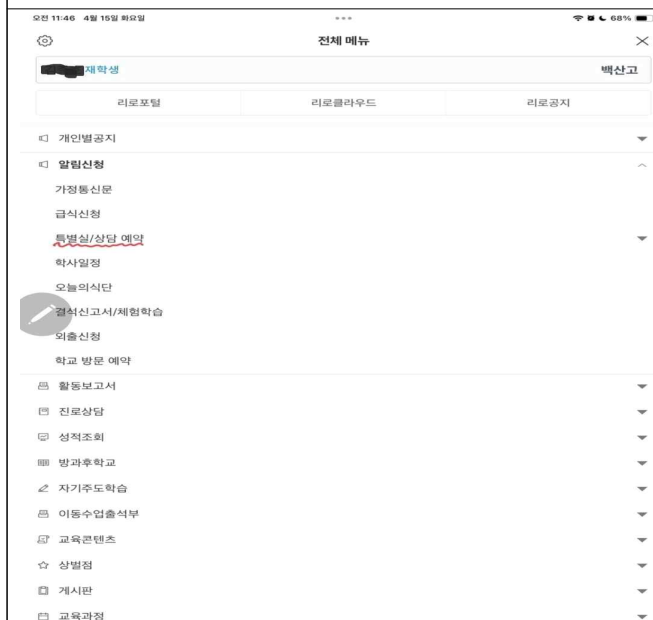 오전 11:46 4월 15일 화요일
68%
전체 메뉴
재학생
백산고
리로포털 리로클라우드 리로공지
개인별공지
알림신청
가정통신문
급식신청
특별실/상담 예약
학사일정
오늘의식단
결석신고서/체험학습
외출신청
학교 방문 예약
활동보고서
진로상담
성적조회
방과후학교
자기주도학습
이동수업출석부
교육콘텐츠
상벌점
게시판
교육과정